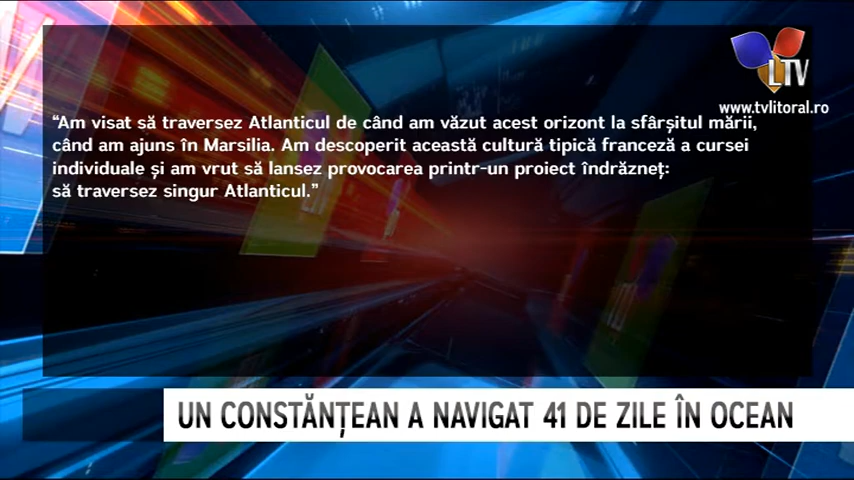 LTV
www.tvlitoral.ro
“Am visat să traversez Atlanticul de când am văzut acest orizont la sfârșitul mării,
când am ajuns în Marsilia. Am descoperit această cultură tipică franceză a cursei
individuale și am vrut să lansez provocarea printr-un proiect îndrăzneț:
să traversez singur Atlanticul.”
UN CONSTĂNȚEAN A NAVIGAT 41 DE ZILE ÎN OCEAN